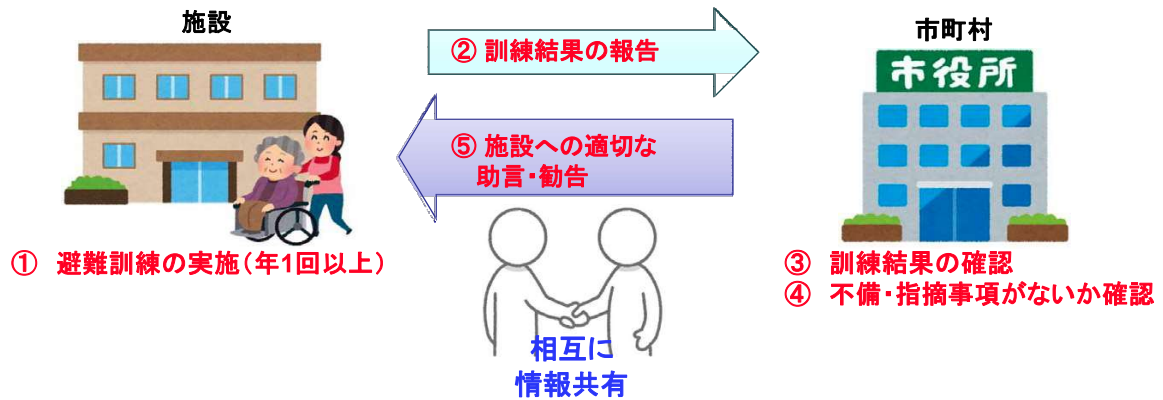 施設
市町村
② 訓練結果の報告
市役所
⑤ 施設への適切な
助言・勧告
① 避難訓練の実施（年1回以上）
③ 訓練結果の確認
④ 不備・指摘事項がないか確認
相互に
情報共有